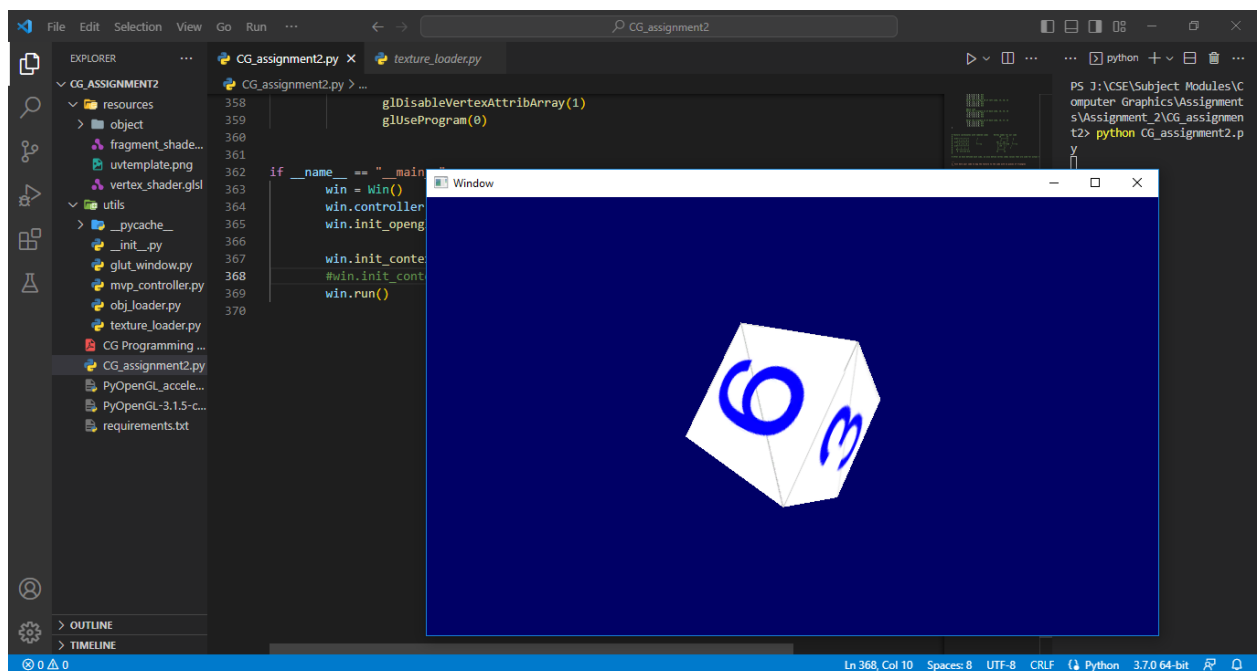 File Edit Selection View Go Run ···
CG_assignment2
EXPLORER ···
CG_ASSIGNMENT2
resources
object
fragment_shade...
uvtemplate.png
vertex_shader.glsl
utils
__pycache__
__init__.py
glut_window.py
mvp_controller.py
obj_loader.py
texture_loader.py
CG Programming ...
CG_assignment2.py
PyOpenGL_accele...
PyOpenGL-3.1.5-c...
requirements.txt
OUTLINE
TIMELINE
CG_assignment2.py texture_loader.py
CG_assignment2.py > ...
358 glDisableVertexAttribArray(1)
359 glUseProgram(0)
360
361
362 if __name__ == "__main_
363 win = Win()
364 win.controller
365 win.init_openg
366
367 win.init_conte
368 #win.init_cont
369 win.run()
370
Window
6
3
python
PS J:\CSE\Subject Modules\C
omputer Graphics\Assignment
s\Assignment_2\CG_assignmen
t2> python CG_assignment2.p
y
0 0 Ln 368, Col 10 Spaces: 8 UTF-8 CRLF Python 3.7.0 64-bit